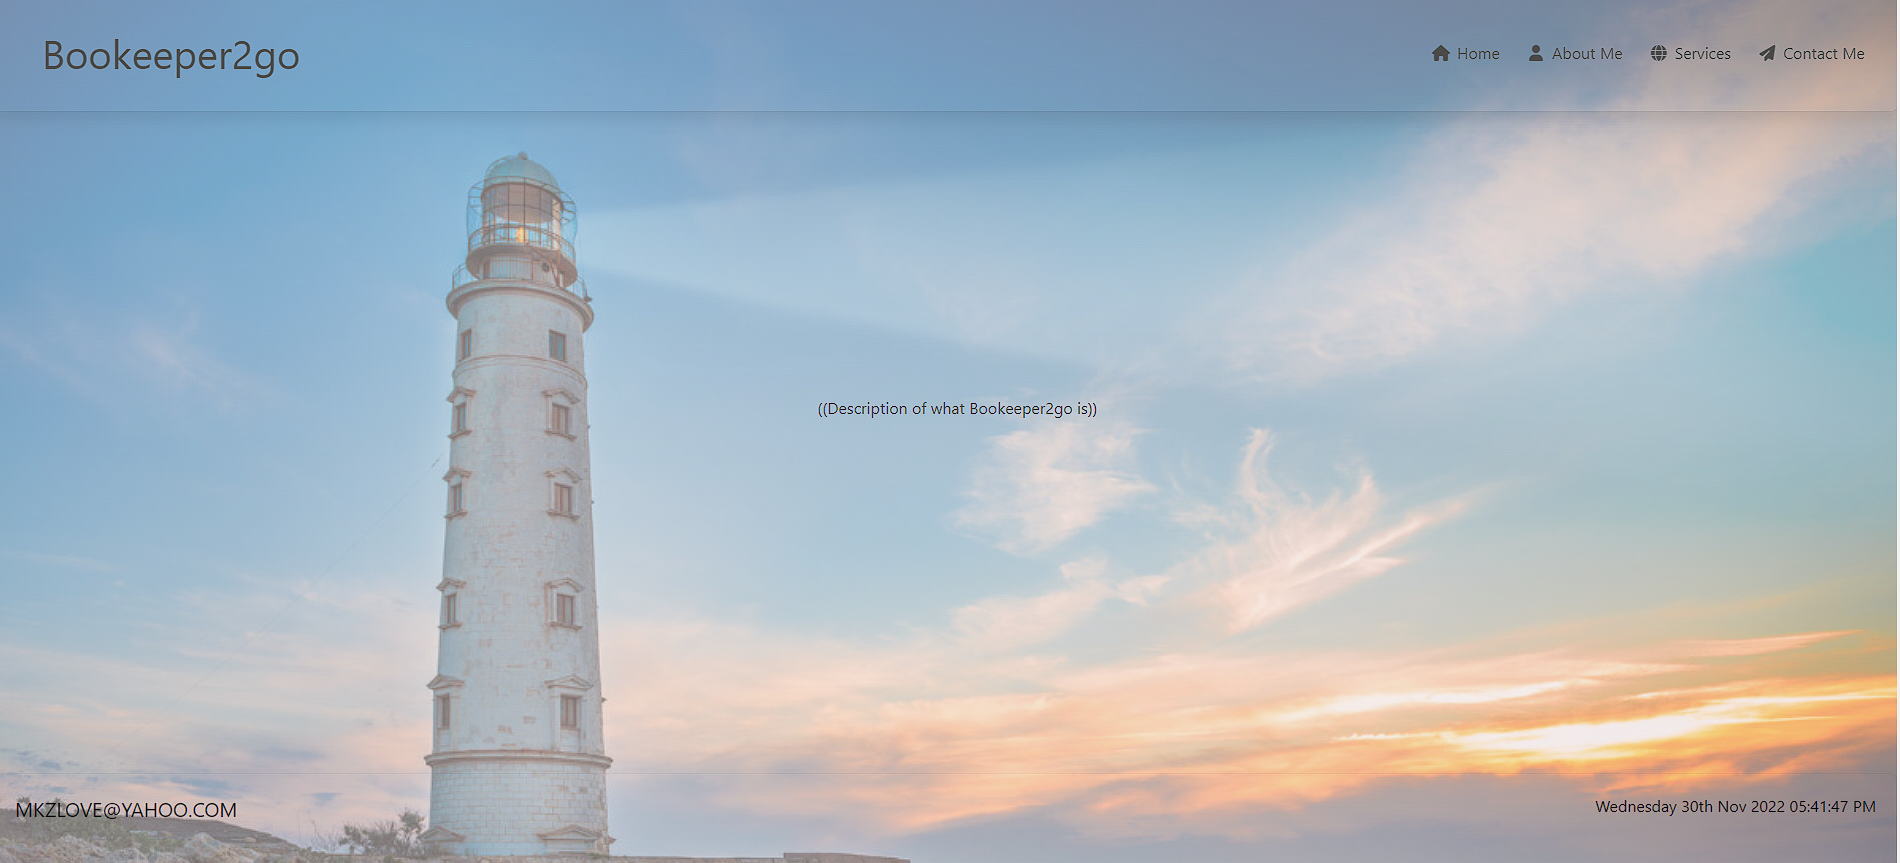 Bookeeper2go
Home About Me Services Contact Me
((Description of what Bookeeper2go is))
MKZLOVE@YAHOO.COM
Wednesday 30th Nov 2022 05:41:47 PM